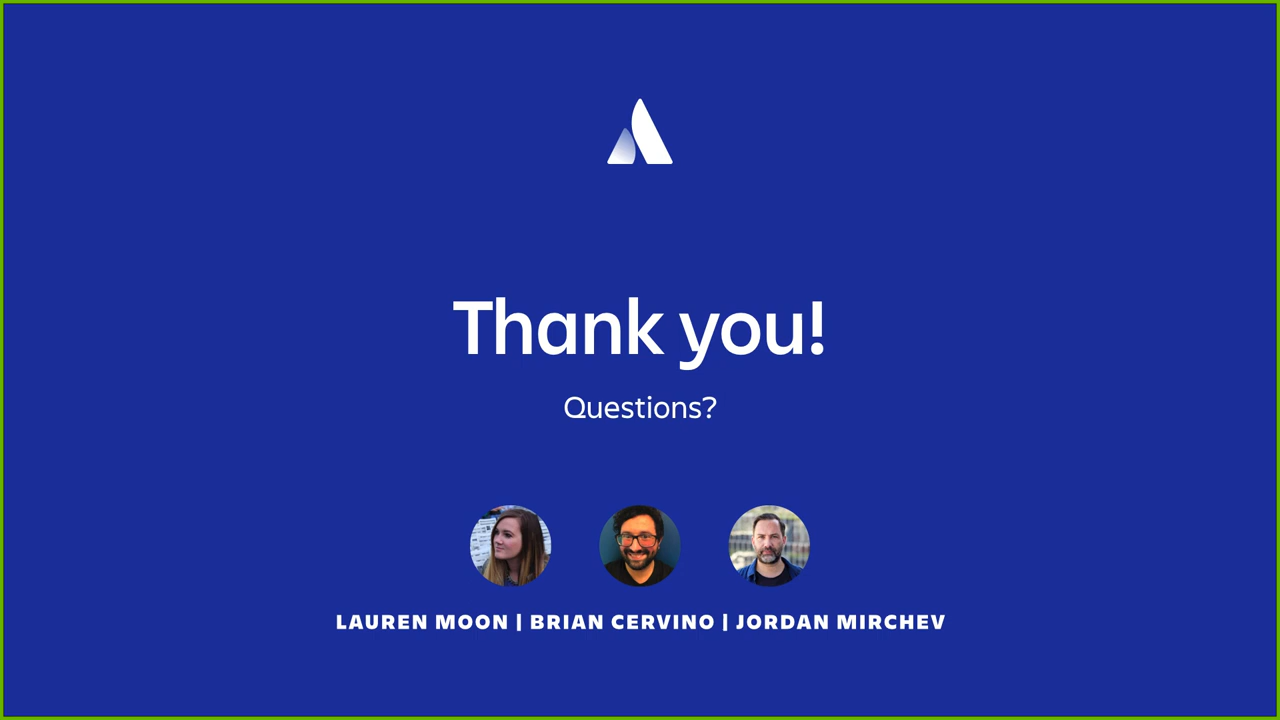 Thank you!
Questions?
LAUREN MOON | BRIAN CERVINO | JORDAN MIRCHEV